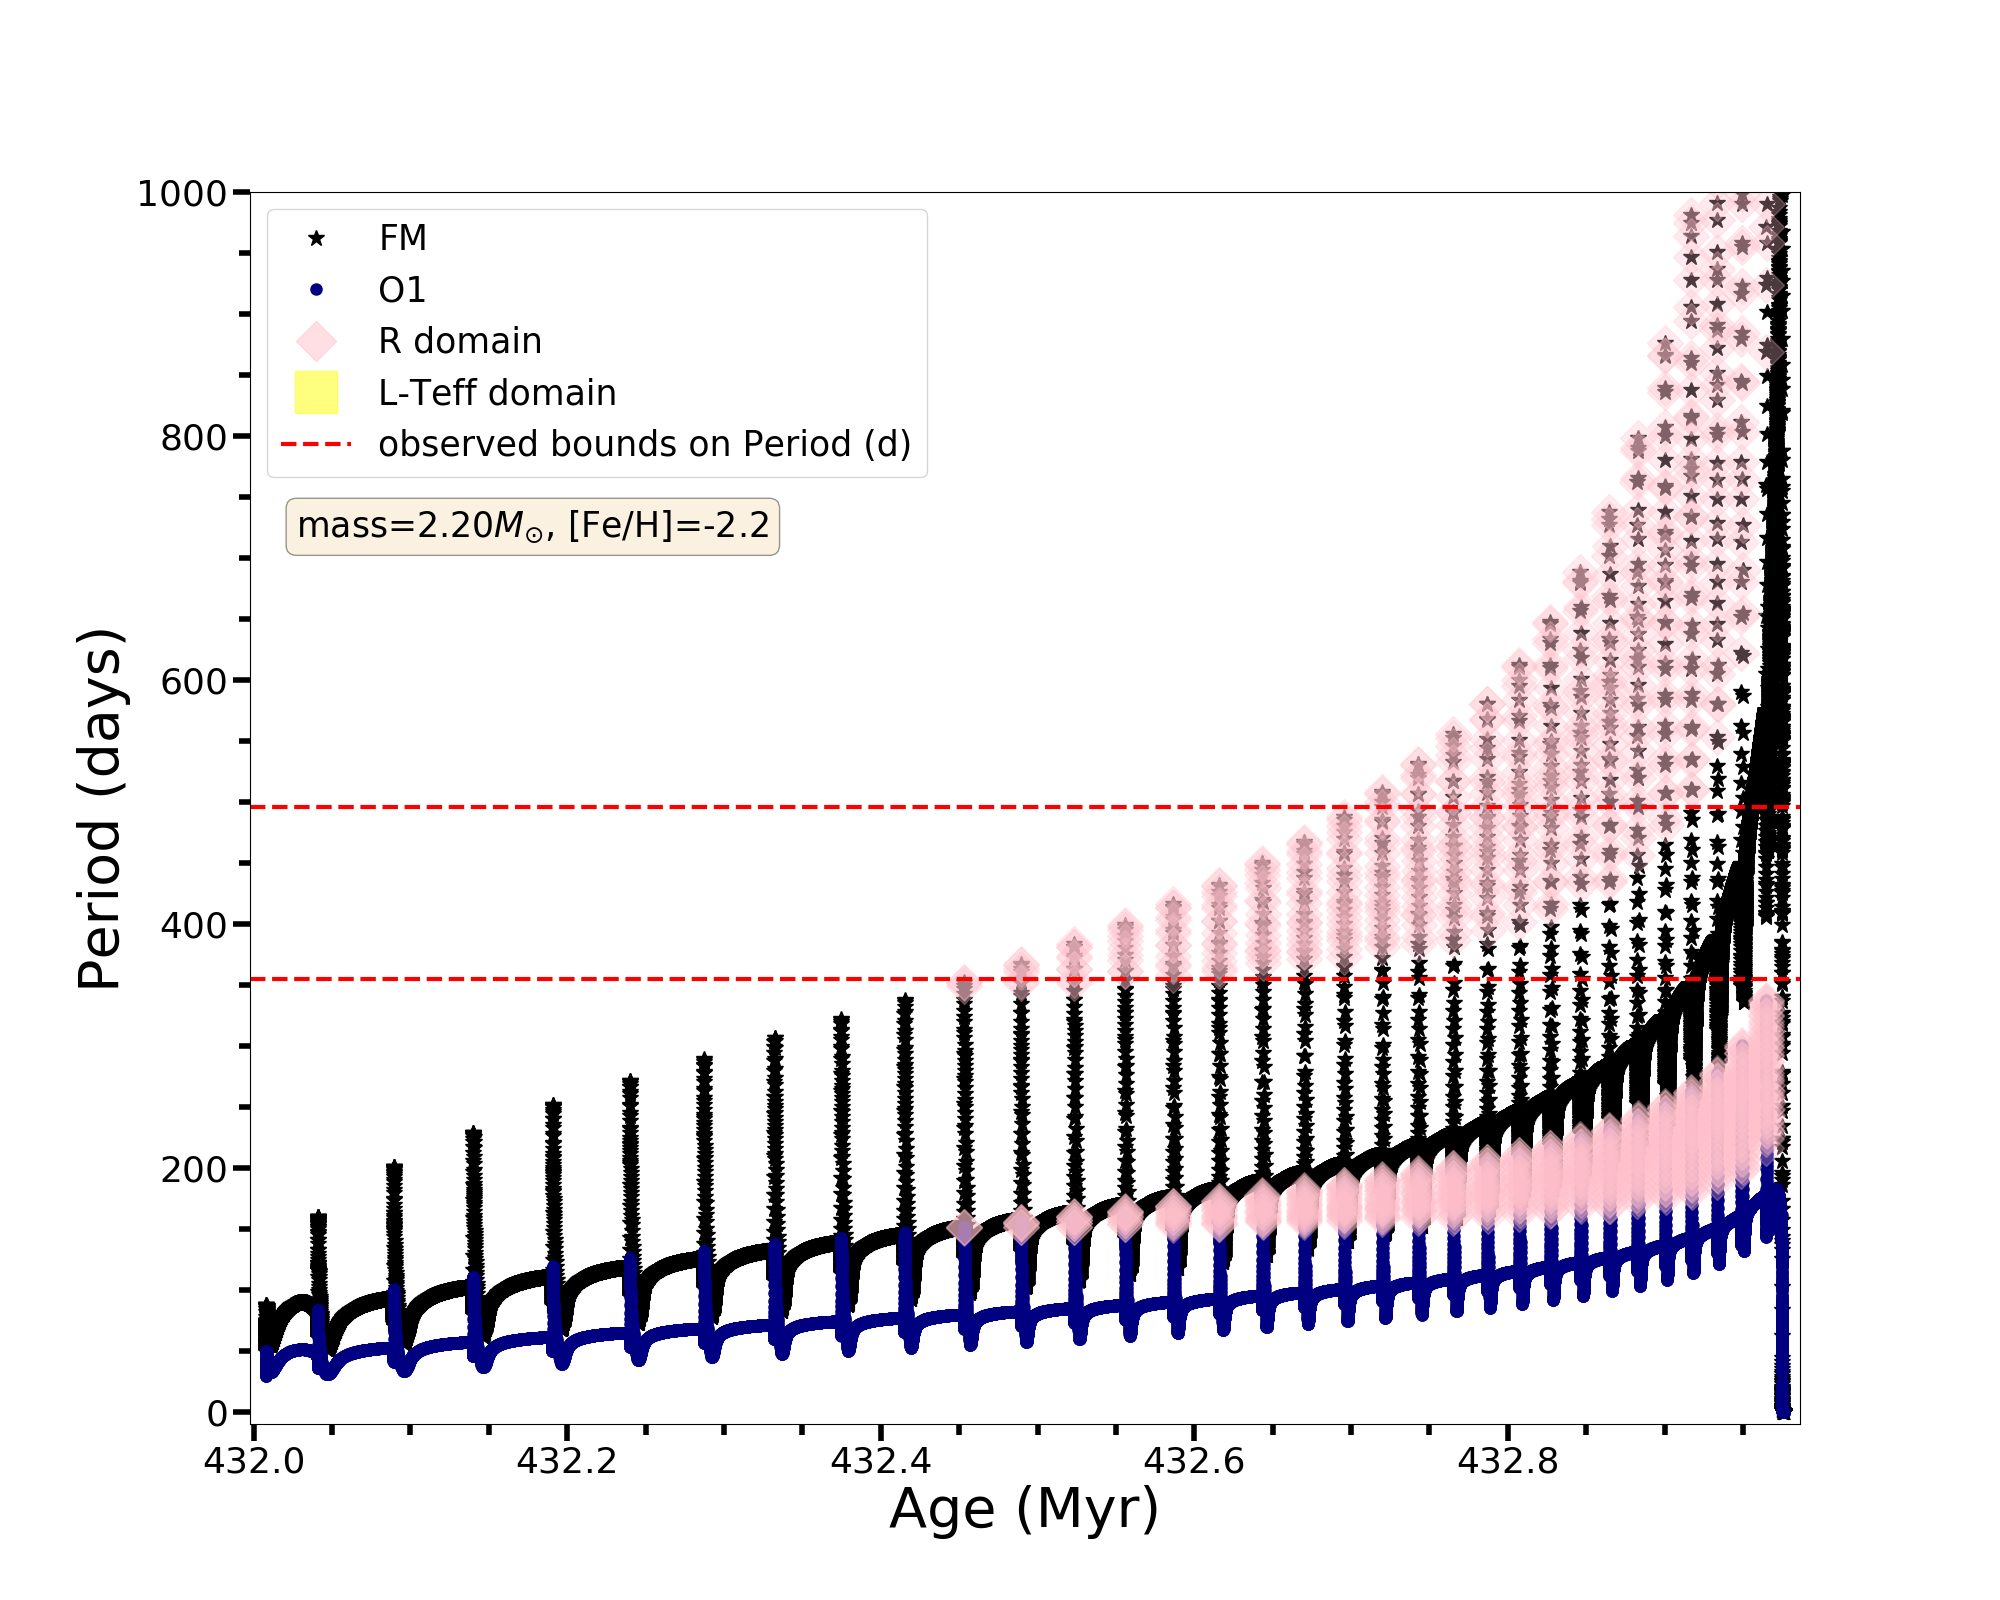 1000
800
600
400
200
0
Period (days)
FM
O1
R domain
L-Teff domain
observed bounds on Period (d)
mass=2.20M⊙, [Fe/H]=-2.2
432.0 432.2 432.4 432.6 432.8
Age (Myr)